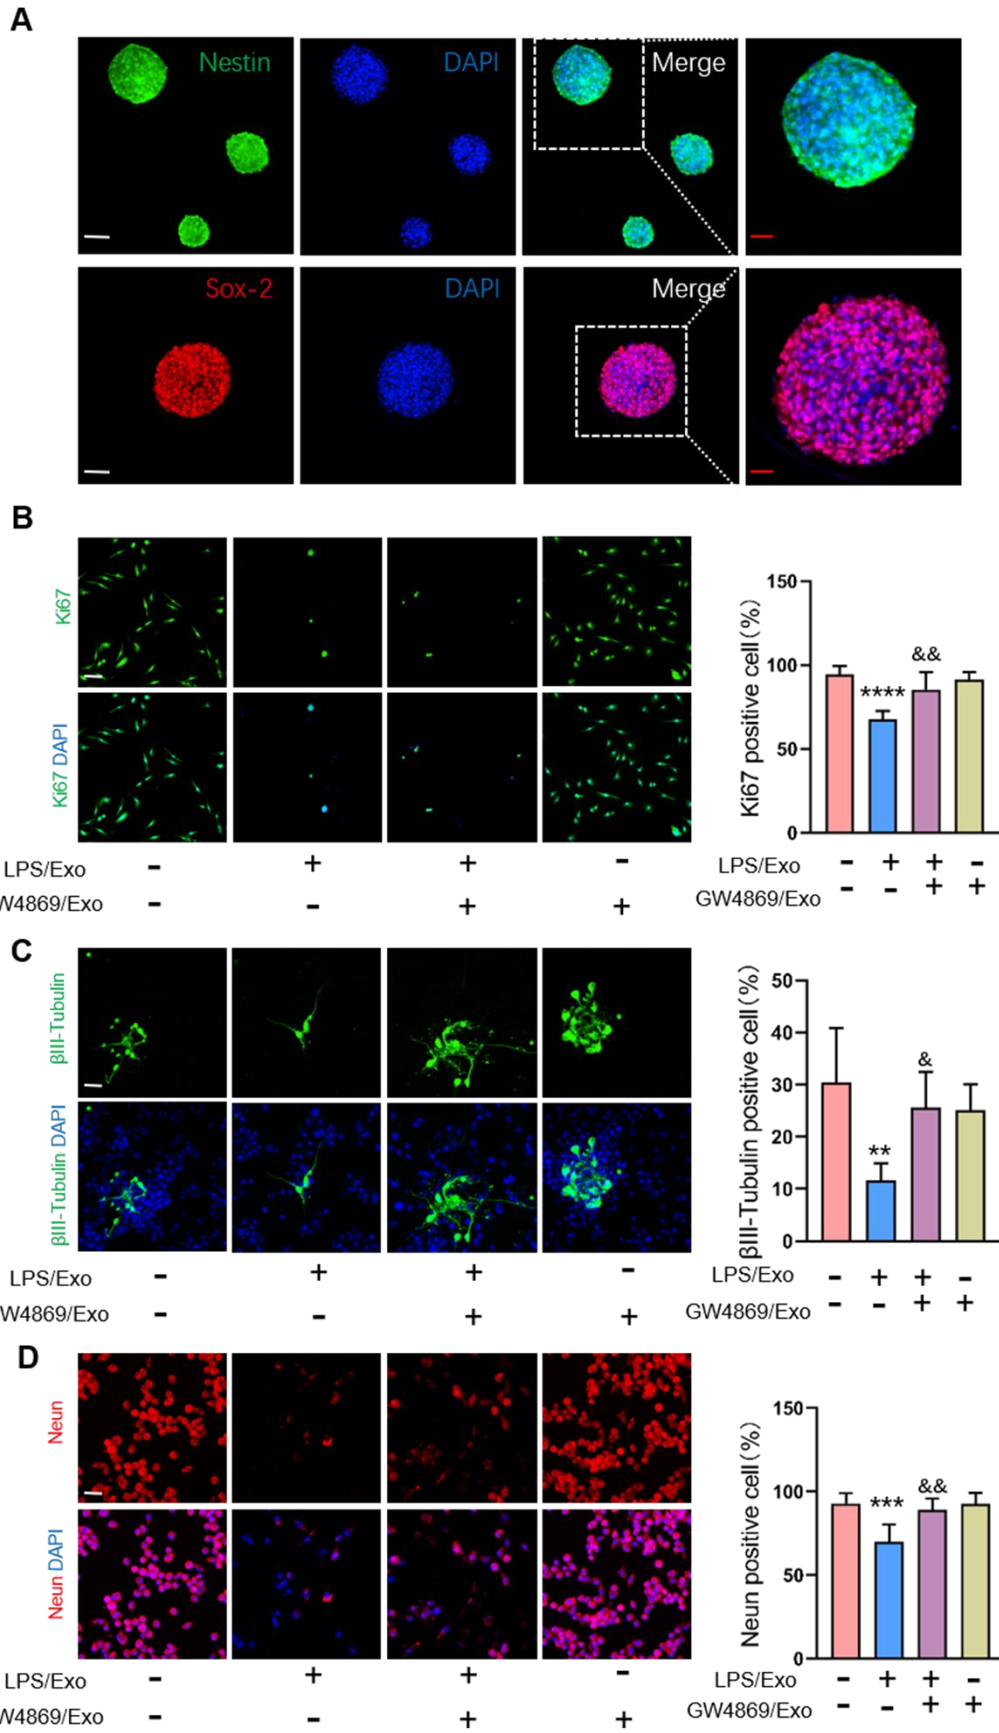 A
Nestin
DAPI
Merge
Sox-2
DAPI
Merge
B
Ki67
Ki67 DAPI
LPS/Exo - + + -
W4869/Exo - - + +
Ki67 positive cell (%)
150
100
50
0
****
&&
LPS/Exo - + + -
GW4869/Exo - - + +
C
βIII-Tubulin
βIII-Tubulin DAPI
LPS/Exo - + + -
W4869/Exo - - + +
βIII-Tubulin positive cell (%)
50
40
30
20
10
0
**
&
LPS/Exo - + + -
GW4869/Exo - - + +
D
Neun
Neun DAPI
LPS/Exo - + + -
W4869/Exo - - + +
Neun positive cell (%)
150
100
50
0
***
&&
LPS/Exo - + + -
GW4869/Exo - - + +